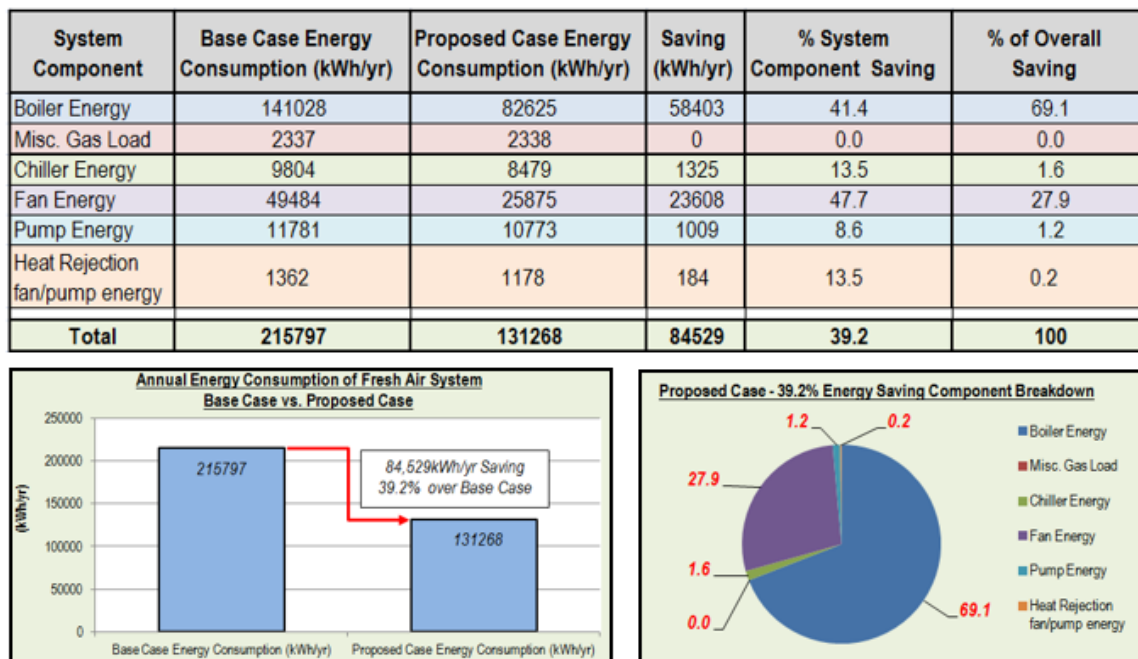 System Component Base Case Energy Consumption (kWh/yr) Proposed Case Energy Consumption (kWh/yr) Saving (kWh/yr) % System Component Saving % of Overall Saving
Boiler Energy 141028 82625 58403 41.4 69.1
Misc. Gas Load 2337 2338 0 0.0 0.0
Chiller Energy 9804 8479 1325 13.5 1.6
Fan Energy 49484 25875 23608 47.7 27.9
Pump Energy 11781 10773 1009 8.6 1.2
Heat Rejection fan/pump energy 1362 1178 184 13.5 0.2
Total 215797 131268 84529 39.2 100
Annual Energy Consumption of Fresh Air System
Base Case vs. Proposed Case
(kWh/yr)
250000
200000
150000
100000
50000
0
215797
84,529kWh/yr Saving
39.2% over Base Case
131268
Base Case Energy Consumption (kWh/yr)
Proposed Case Energy Consumption (kWh/yr)
Proposed Case - 39.2% Energy Saving Component Breakdown
1.2
0.2
27.9
1.6
0.0
69.1
Boiler Energy
Misc. Gas Load
Chiller Energy
Fan Energy
Pump Energy
Heat Rejection
fan/pump energy